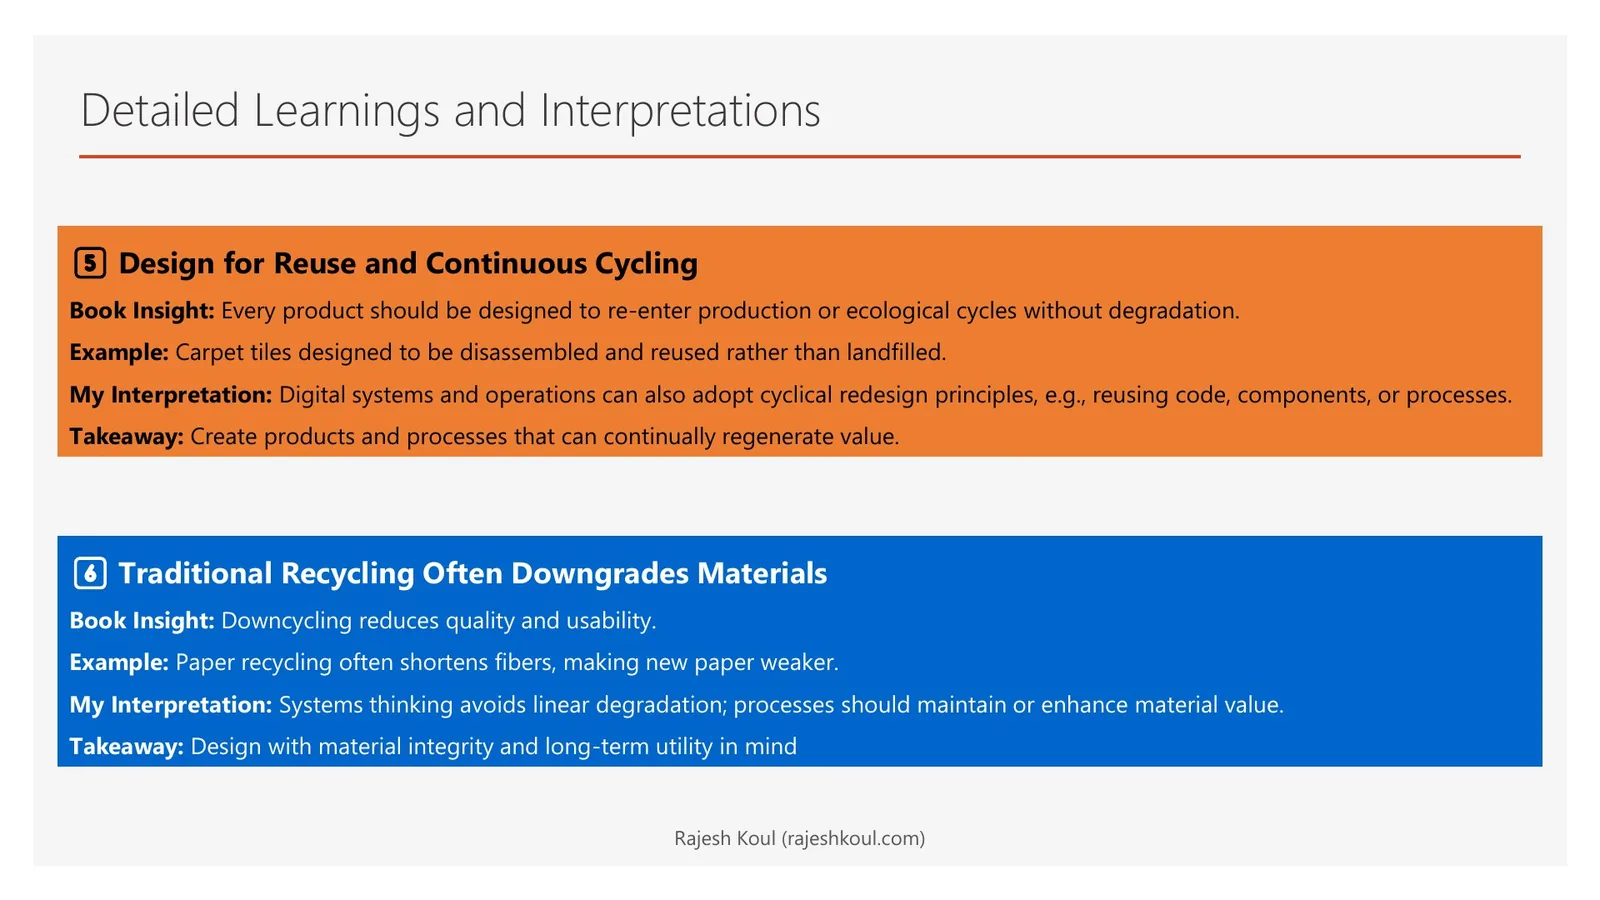 Detailed Learnings and Interpretations
5 Design for Reuse and Continuous Cycling
Book Insight: Every product should be designed to re-enter production or ecological cycles without degradation.
Example: Carpet tiles designed to be disassembled and reused rather than landfilled.
My Interpretation: Digital systems and operations can also adopt cyclical redesign principles, e.g., reusing code, components, or processes.
Takeaway: Create products and processes that can continually regenerate value.
6 Traditional Recycling Often Downgrades Materials
Book Insight: Downcycling reduces quality and usability.
Example: Paper recycling often shortens fibers, making new paper weaker.
My Interpretation: Systems thinking avoids linear degradation; processes should maintain or enhance material value.
Takeaway: Design with material integrity and long-term utility in mind
Rajesh Koul (rajeshkoul.com)